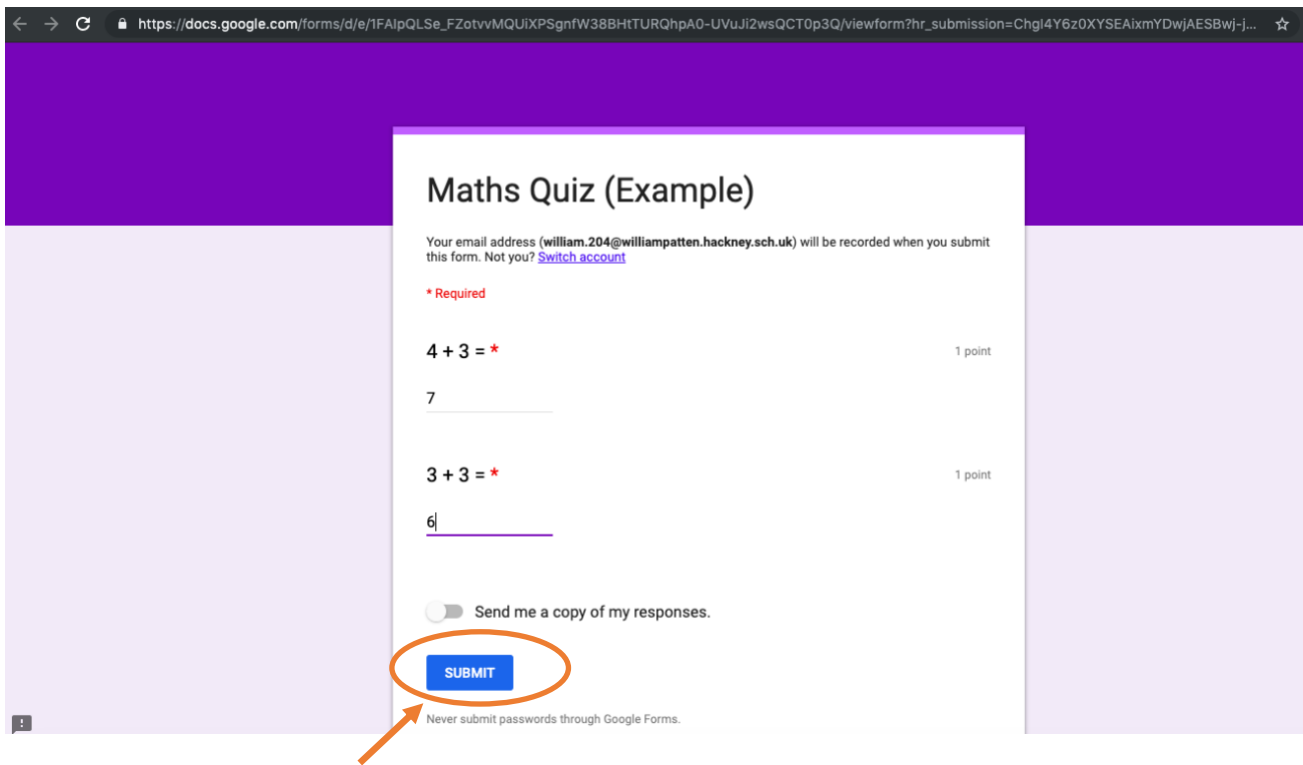 https://docs.google.com/forms/d/e/1FAIpQLSe_FZotvvMQUiXPSgnfW38BHtTURQhpA0-UVuJi2wsQCT0p3Q/viewform?hr_submission=ChgI4Y6z0XYSEAixmYDwjAESBwj-j...
Maths Quiz (Example)
Your email address (william.204@williampatten.hackney.sch.uk) will be recorded when you submit
this form. Not you? Switch account
* Required
4 + 3 = * 1 point
7
3 + 3 = * 1 point
6
Send me a copy of my responses.
SUBMIT
Never submit passwords through Google Forms.